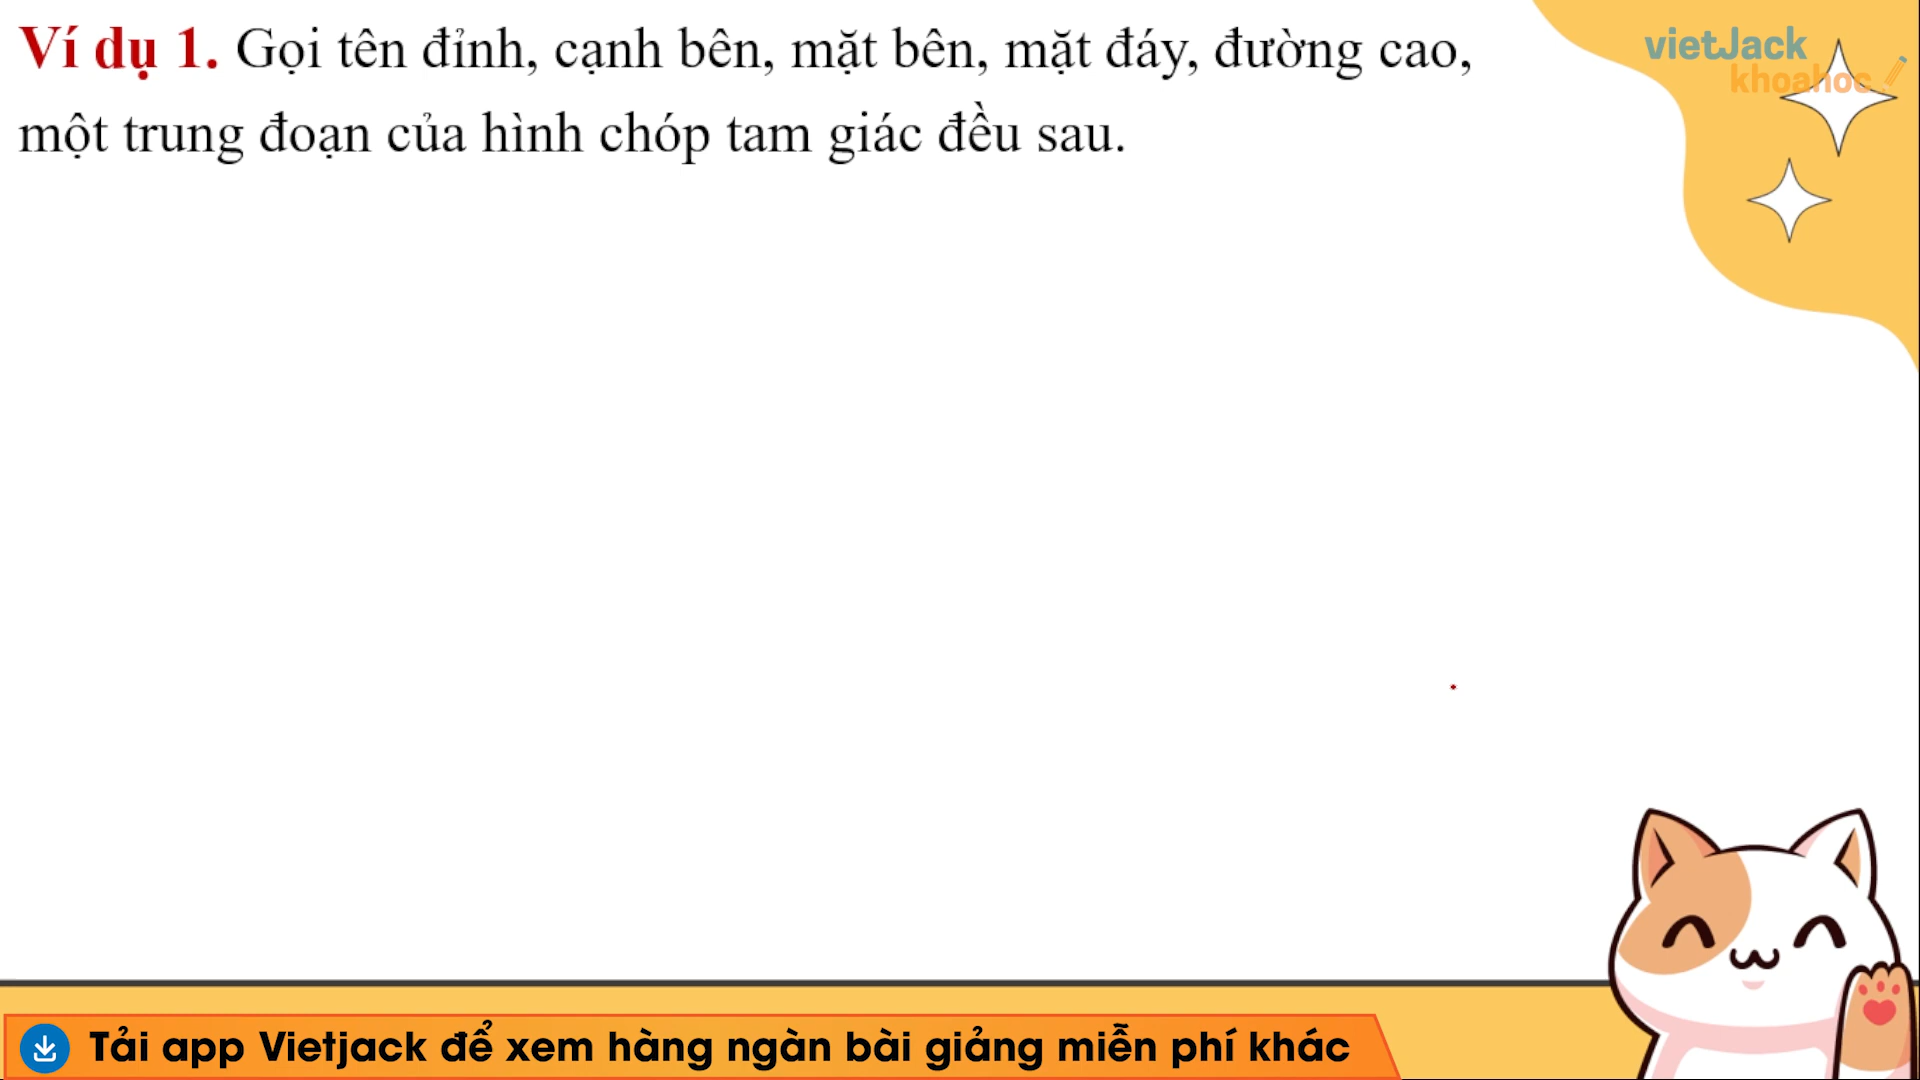 Ví dụ 1. Gọi tên đỉnh, cạnh bên, mặt bên, mặt đáy, đường cao,
một trung đoạn của hình chóp tam giác đều sau.
vietJack
khoahoc
Tải app Vietjack để xem hàng ngàn bài giảng miễn phí khác